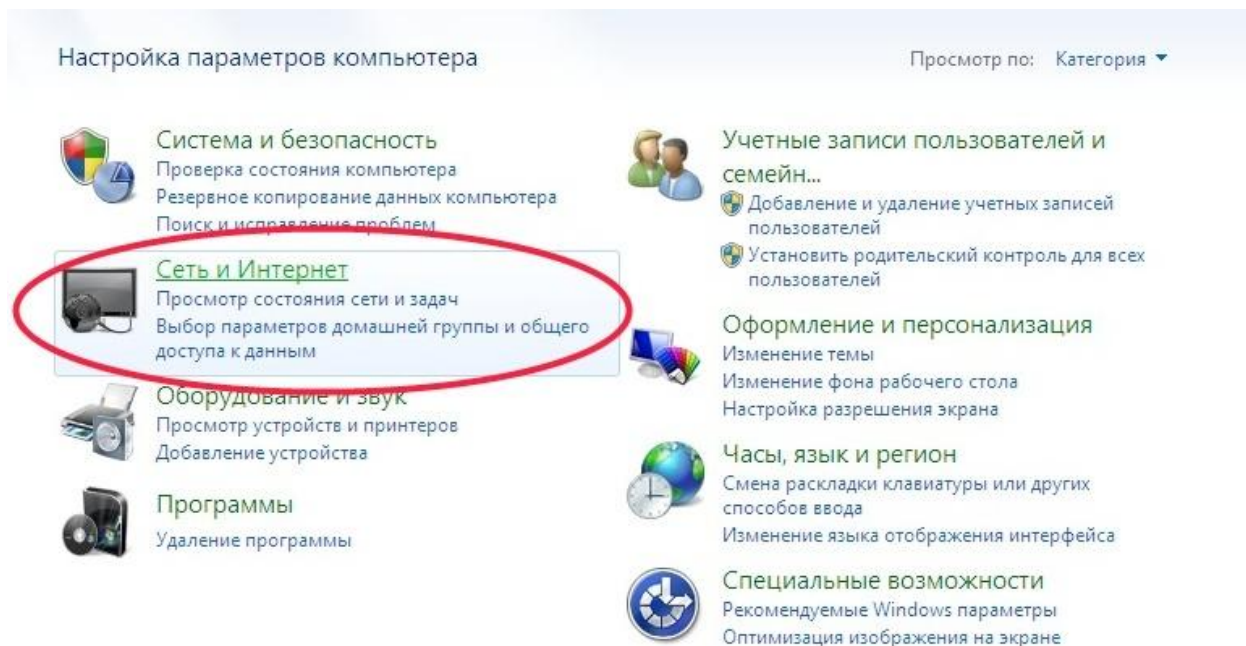 Настройка параметров компьютера
Просмотр по: Категория
Система и безопасность
Проверка состояния компьютера
Резервное копирование данных компьютера
Поиск и исправление проблем
Сеть и Интернет
Просмотр состояния сети и задач
Выбор параметров домашней группы и общего
доступа к данным
Оборудование и звук
Просмотр устройств и принтеров
Добавление устройства
Программы
Удаление программы
Учетные записи пользователей и
семейн...
Добавление и удаление учетных записей
пользователей
Установить родительский контроль для всех
пользователей
Оформление и персонализация
Изменение темы
Изменение фона рабочего стола
Настройка разрешения экрана
Часы, язык и регион
Смена раскладки клавиатуры или других
способов ввода
Изменение языка отображения интерфейса
Специальные возможности
Рекомендуемые Windows параметры
Оптимизация изображения на экране